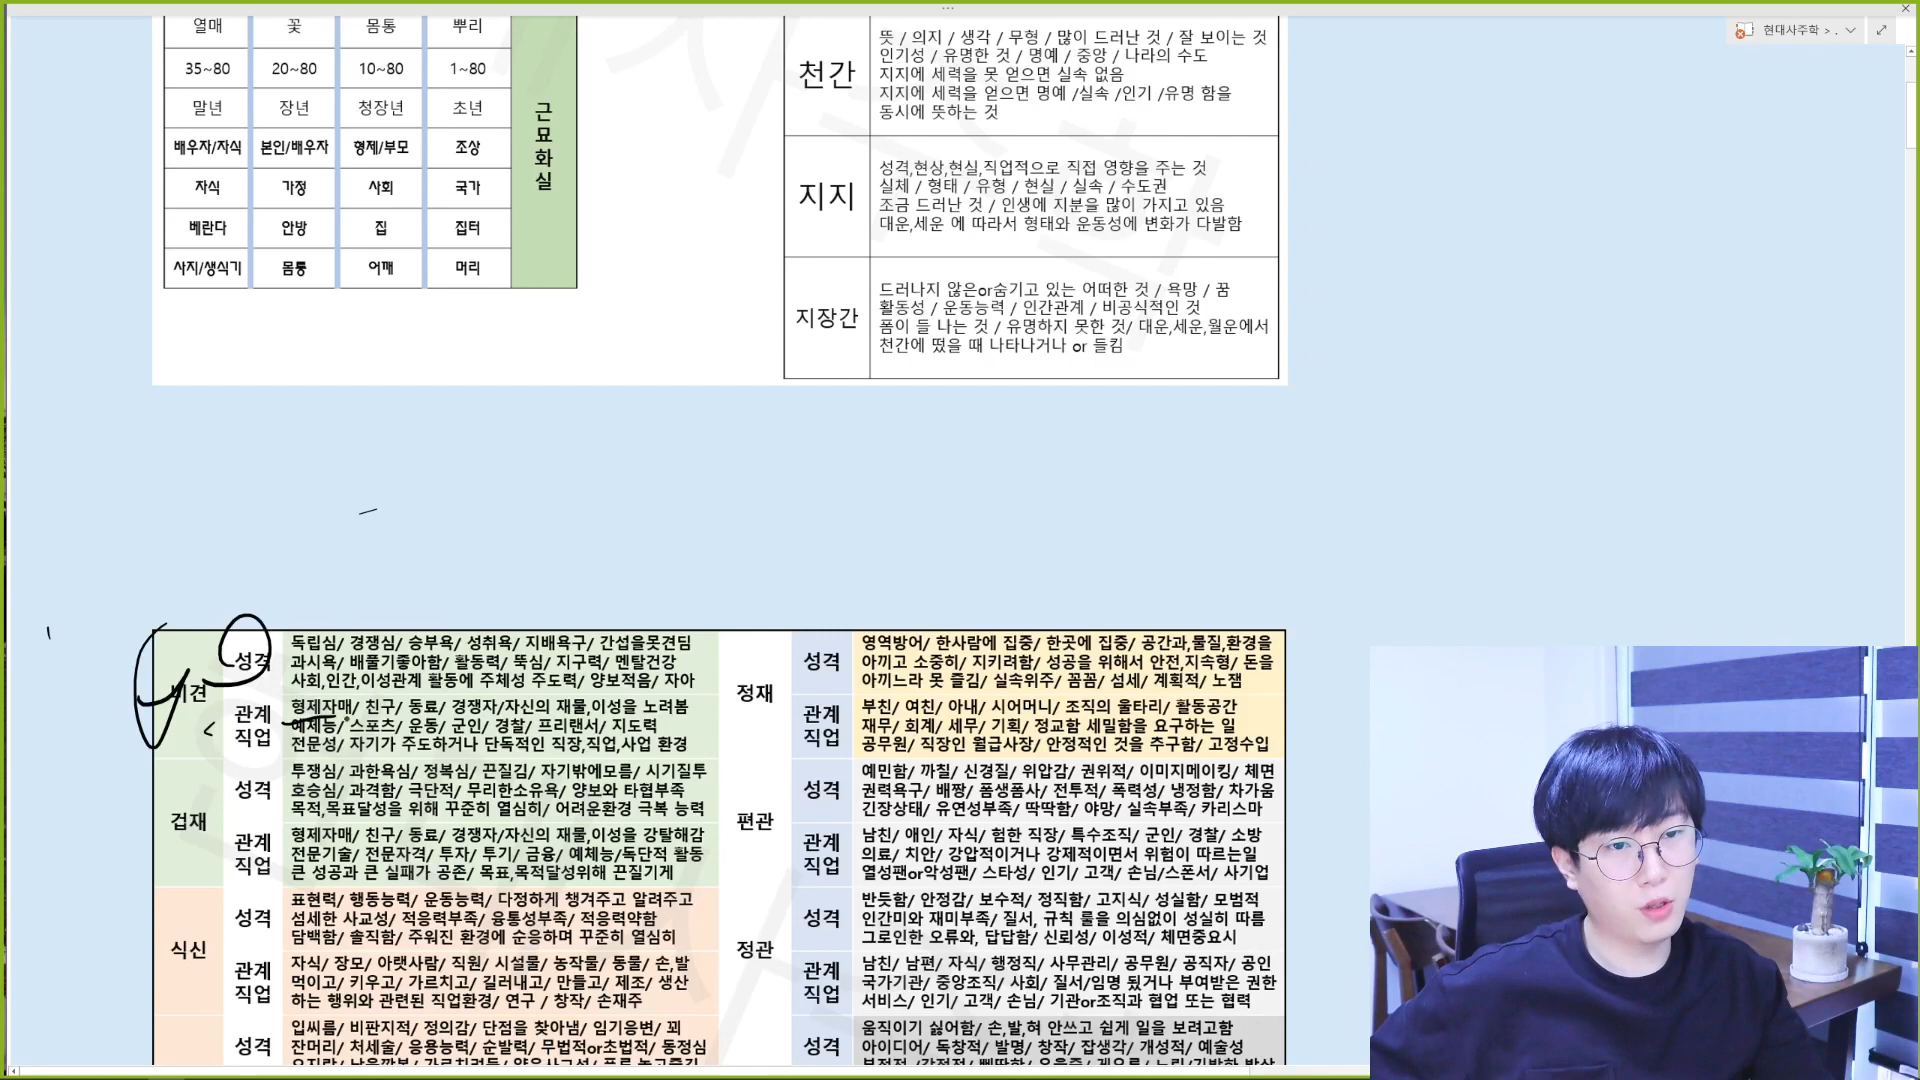 현대사주학 > .
열매 꽃 몸통 뿌리
35~80 20~80 10~80 1~80
말년 장년 청장년 초년
배우자/자식 본인/배우자 형제/부모 조상
자식 가정 사회 국가
베란다 안방 집 집터
사지/생식기 몸통 어깨 머리
근묘화실
천간
뜻 / 의지 / 생각 / 무형 / 많이 드러난 것 / 잘 보이는 것
인기성 / 유명한 것 / 명예 / 중앙 / 나라의 수도
지지에 세력을 못 얻으면 실속 없음
지지에 세력을 얻으면 명예 /실속 /인기 /유명 함을
동시에 뜻하는 것
지지
성격,현상,현실,직업적으로 직접 영향을 주는 것
실체 / 형태 / 유형 / 현실 / 실속 / 수도권
조금 드러난 것 / 인생에 지분을 많이 가지고 있음
대운,세운 에 따라서 형태와 운동성에 변화가 다발함
지장간
드러나지 않은or숨기고 있는 어떠한 것 / 욕망 / 꿈
활동성 / 운동능력 / 인간관계 / 비공식적인 것
폼이 들 나는 것 / 유명하지 못한 것/ 대운,세운,월운에서
천간에 떴을 때 나타나거나 or 들킴
비견
성격
독립심/ 경쟁심/ 승부욕/ 성취욕/ 지배욕구/ 간섭을못견딤
과시욕/ 배풀기좋아함/ 활동력/ 뚝심/ 지구력/ 멘탈건강
사회,인간,이성관계 활동에 주체성 주도력/ 양보적음/ 자아
관계
직업
형제자매/ 친구/ 동료/ 경쟁자/자신의 재물,이성을 노려봄
예체능/ 스포츠/ 운동/ 군인/ 경찰/ 프리랜서/ 지도력
전문성/ 자기가 주도하거나 단독적인 직장,직업,사업 환경
겁재
성격
투쟁심/ 과한욕심/ 정복심/ 끈질김/ 자기밖에모름/ 시기질투
호승심/ 과격함/ 극단적/ 무리한소유욕/ 양보와 타협부족
목적,목표달성을 위해 꾸준히 열심히/ 어려운환경 극복 능력
관계
직업
형제자매/ 친구/ 동료/ 경쟁자/자신의 재물,이성을 강탈해감
전문기술/ 전문자격/ 투자/ 투기/ 금융/ 예체능/독단적 활동
큰 성공과 큰 실패가 공존/ 목표,목적달성위해 끈질기게
식신
성격
표현력/ 행동능력/ 운동능력/ 다정하게 챙겨주고 알려주고
섬세한 사교성/ 적응력부족/ 융통성부족/ 적응력약함
담백함/ 솔직함/ 주워진 환경에 순응하며 꾸준히 열심히
관계
직업
자식/ 장모/ 아랫사람/ 직원/ 시설물/ 농작물/ 동물/ 손,발
먹이고/ 키우고/ 가르치고/ 길러내고/ 만들고/ 제조/ 생산
하는 행위와 관련된 직업환경/ 연구 / 창작/ 손재주
성격
입씨름/ 비판지적/ 정의감/ 단점을 찾아냄/ 임기응변/ 꾀
잔머리/ 처세술/ 응용능력/ 순발력/ 무법적or초법적/ 동정심
정재
성격
영역방어/ 한사람에 집중/ 한곳에 집중/ 공간과,물질,환경을
아끼고 소중히/ 지키려함/ 성공을 위해서 안전,지속형/ 돈을
아끼느라 못 즐김/ 실속위주/ 꼼꼼/ 섬세/ 계획적/ 노잼
관계
직업
부친/ 여친/ 아내/ 시어머니/ 조직의 울타리/ 활동공간
재무/ 회계/ 세무/ 기획/ 정교함 세밀함을 요구하는 일
공무원/ 직장인 월급사장/ 안정적인 것을 추구함/ 고정수입
편관
성격
예민함/ 까칠/ 신경질/ 위압감/ 권위적/ 이미지메이킹/ 체면
권력욕구/ 배짱/ 폼생폼사/ 전투적/ 폭력성/ 냉정함/ 차가움
긴장상태/ 유연성부족/ 딱딱함/ 야망/ 실속부족/ 카리스마
관계
직업
남친/ 애인/ 자식/ 험한 직장/ 특수조직/ 군인/ 경찰/ 소방
의료/ 치안/ 강압적이거나 강제적이면서 위험이 따르는일
열성팬or악성팬/ 스타성/ 인기/ 고객/ 손님/스폰서/ 사기업
정관
성격
반듯함/ 안정감/ 보수적/ 정직함/ 고지식/ 성실함/ 모범적
인간미와 재미부족/ 질서, 규칙 룰을 의심없이 성실히 따름
그로인한 오류와, 답답함/ 신뢰성/ 이성적/ 체면중요시
관계
직업
남친/ 남편/ 자식/ 행정직/ 사무관리/ 공무원/ 공직자/ 공인
국가기관/ 중앙조직/ 사회/ 질서/임명 됬거나 부여받은 권한
서비스/ 인기/ 고객/ 손님/ 기관or조직과 협업 또는 협력
성격
움직이기 싫어함/ 손,발,혀 안쓰고 쉽게 일을 보려고함
아이디어/ 독창적/ 발명/ 창작/ 잡생각/ 개성적/ 예술성